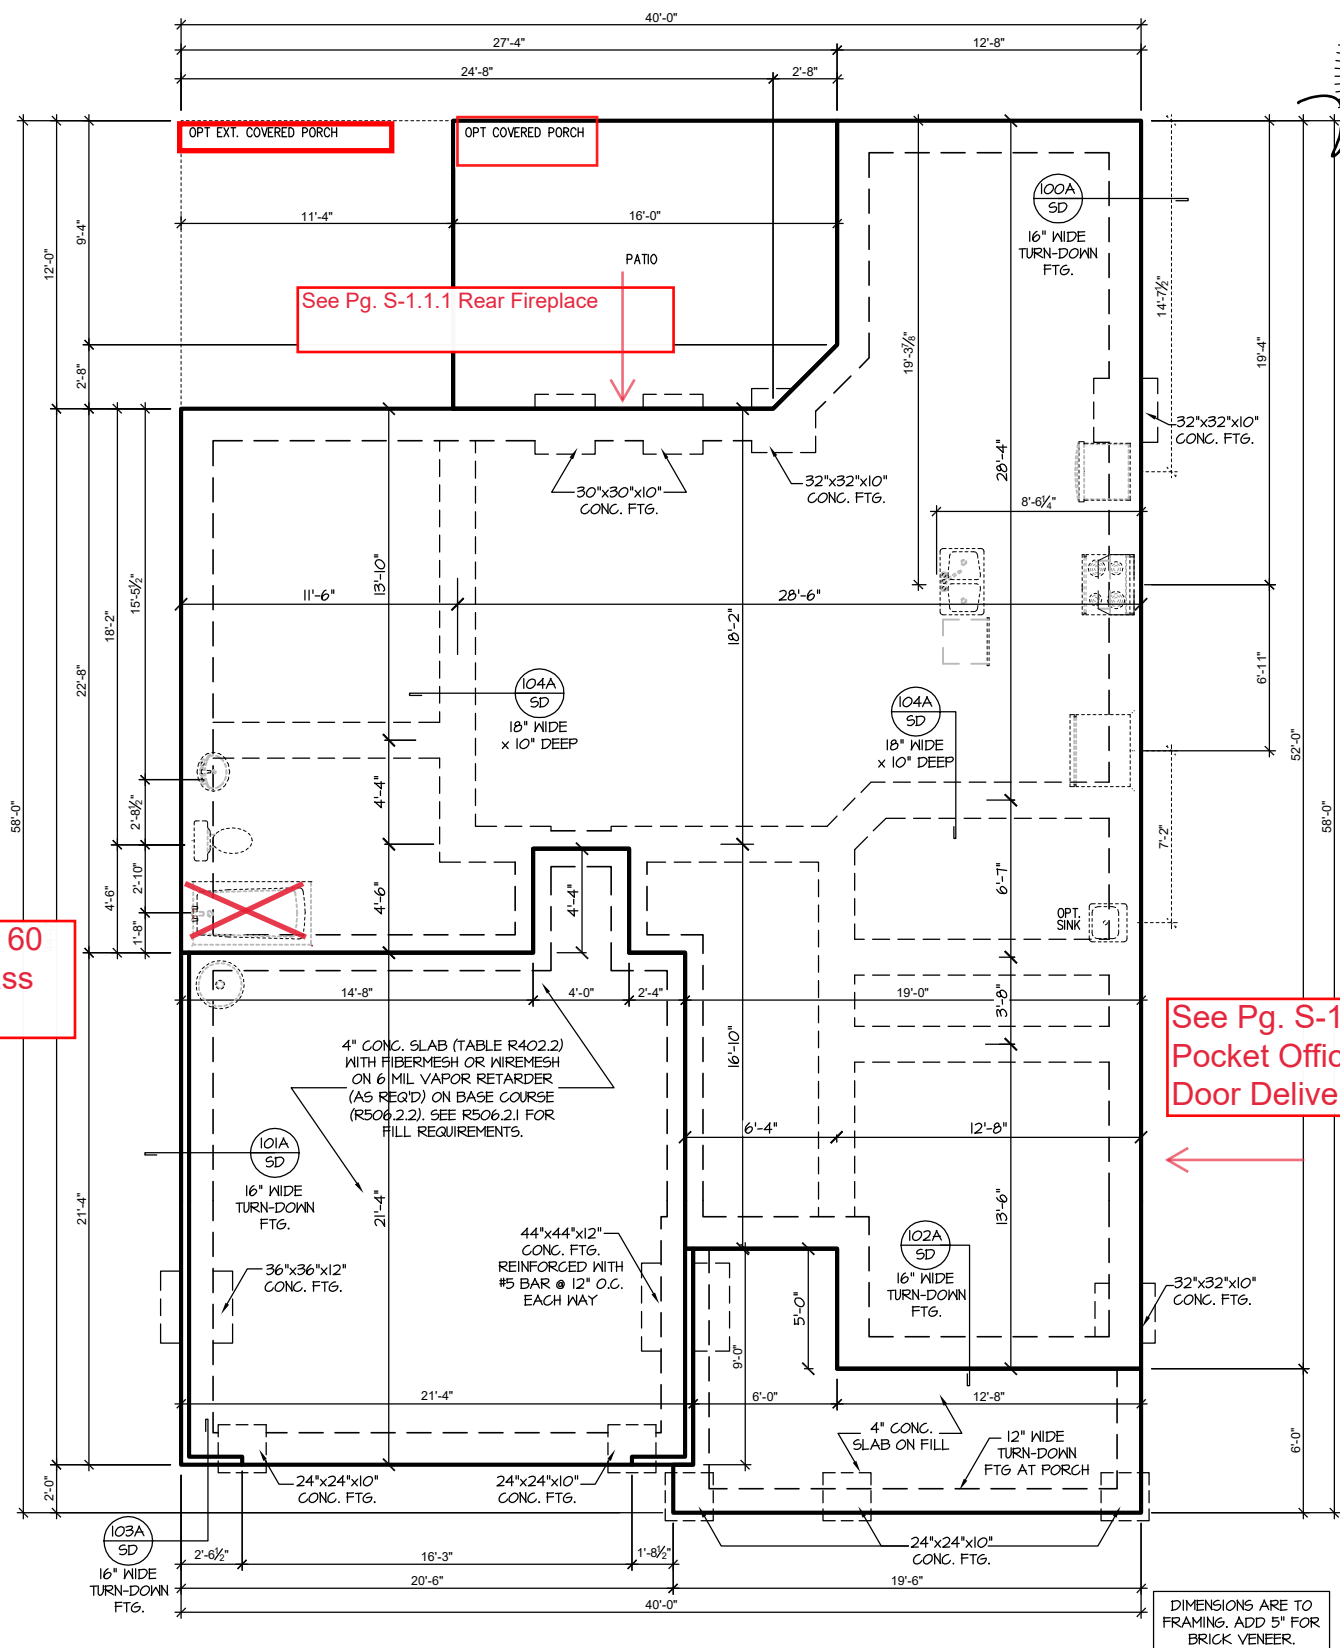 40'-0"
27'-4"
12'-8"
24'-8"
2'-8"
OPT EXT. COVERED PORCH
OPT COVERED PORCH
100A
SD
16" WIDE
TURN-DOWN
FTG.
11'-4"
16'-0"
9'-4"
12'-0"
PATIO
See Pg. S-1.1.1 Rear Fireplace
14'-7½"
19'-4"
19'-3⅞"
2'-8"
32"x32"x10"
CONC. FTG.
28'-4"
30"x30"x10"
CONC. FTG.
32"x32"x10"
CONC. FTG.
8'-6¼"
13'-10"
15'-5½"
18'-2"
11'-6"
28'-6"
18'-2"
22'-8"
6'-11"
52'-0"
104A
SD
18" WIDE
x 10" DEEP
104A
SD
18" WIDE
x 10" DEEP
58'-0"
58'-0"
2'-8½"
4'-4"
7'-2"
2'-10"
4'-6"
1'-8"
4'-6"
4'-4"
6'-7"
OPT.
SINK
60
ss
14'-8"
4'-0"
2'-4"
19'-0"
3'-8"
See Pg. S-1
Pocket Offic
Door Delive
4" CONC. SLAB (TABLE R402.2)
WITH FIBERMESH OR WIREMESH
ON 6 MIL VAPOR RETARDER
(AS REQ'D) ON BASE COURSE
(R506.2.2). SEE R506.2.1 FOR
FILL REQUIREMENTS.
16'-10"
6'-4"
12'-8"
101A
SD
16" WIDE
TURN-DOWN
FTG.
21'-4"
21'-4"
13'-6"
44"x44"x12"
CONC. FTG.
REINFORCED WITH
#5 BAR @ 12" O.C.
EACH WAY
102A
SD
16" WIDE
TURN-DOWN
FTG.
36"x36"x12"
CONC. FTG.
32"x32"x10"
CONC. FTG.
5'-0"
9'-0"
21'-4"
6'-0"
12'-8"
4" CONC.
SLAB ON FILL
12" WIDE
TURN-DOWN
FTG AT PORCH
6'-0"
2'-0"
24"x24"x10"
CONC. FTG.
24"x24"x10"
CONC. FTG.
103A
SD
16" WIDE
TURN-DOWN
FTG.
24"x24"x10"
CONC. FTG.
2'-6½"
16'-3"
1'-8½"
20'-6"
19'-6"
40'-0"
DIMENSIONS ARE TO
FRAMING. ADD 5" FOR
BRICK VENEER.